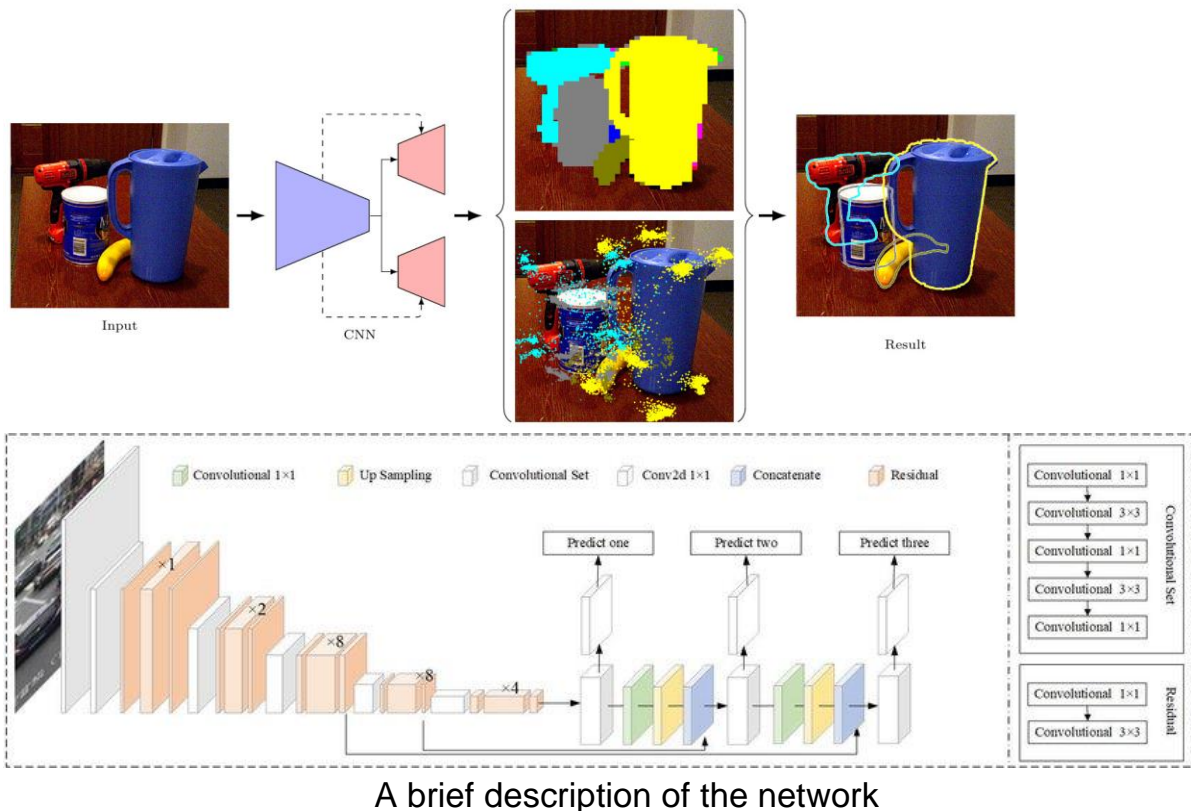 Input
CNN
Result
Convolutional 1×1
Up Sampling
Convolutional Set
Conv2d 1×1
Concatenate
Residual
×1
×2
×8
×8
×4
Predict one
Predict two
Predict three
Convolutional 1×1
Convolutional 3×3
Convolutional 1×1
Convolutional 3×3
Convolutional 1×1
Convolutional Set
Convolutional 1×1
Convolutional 3×3
Residual
A brief description of the network